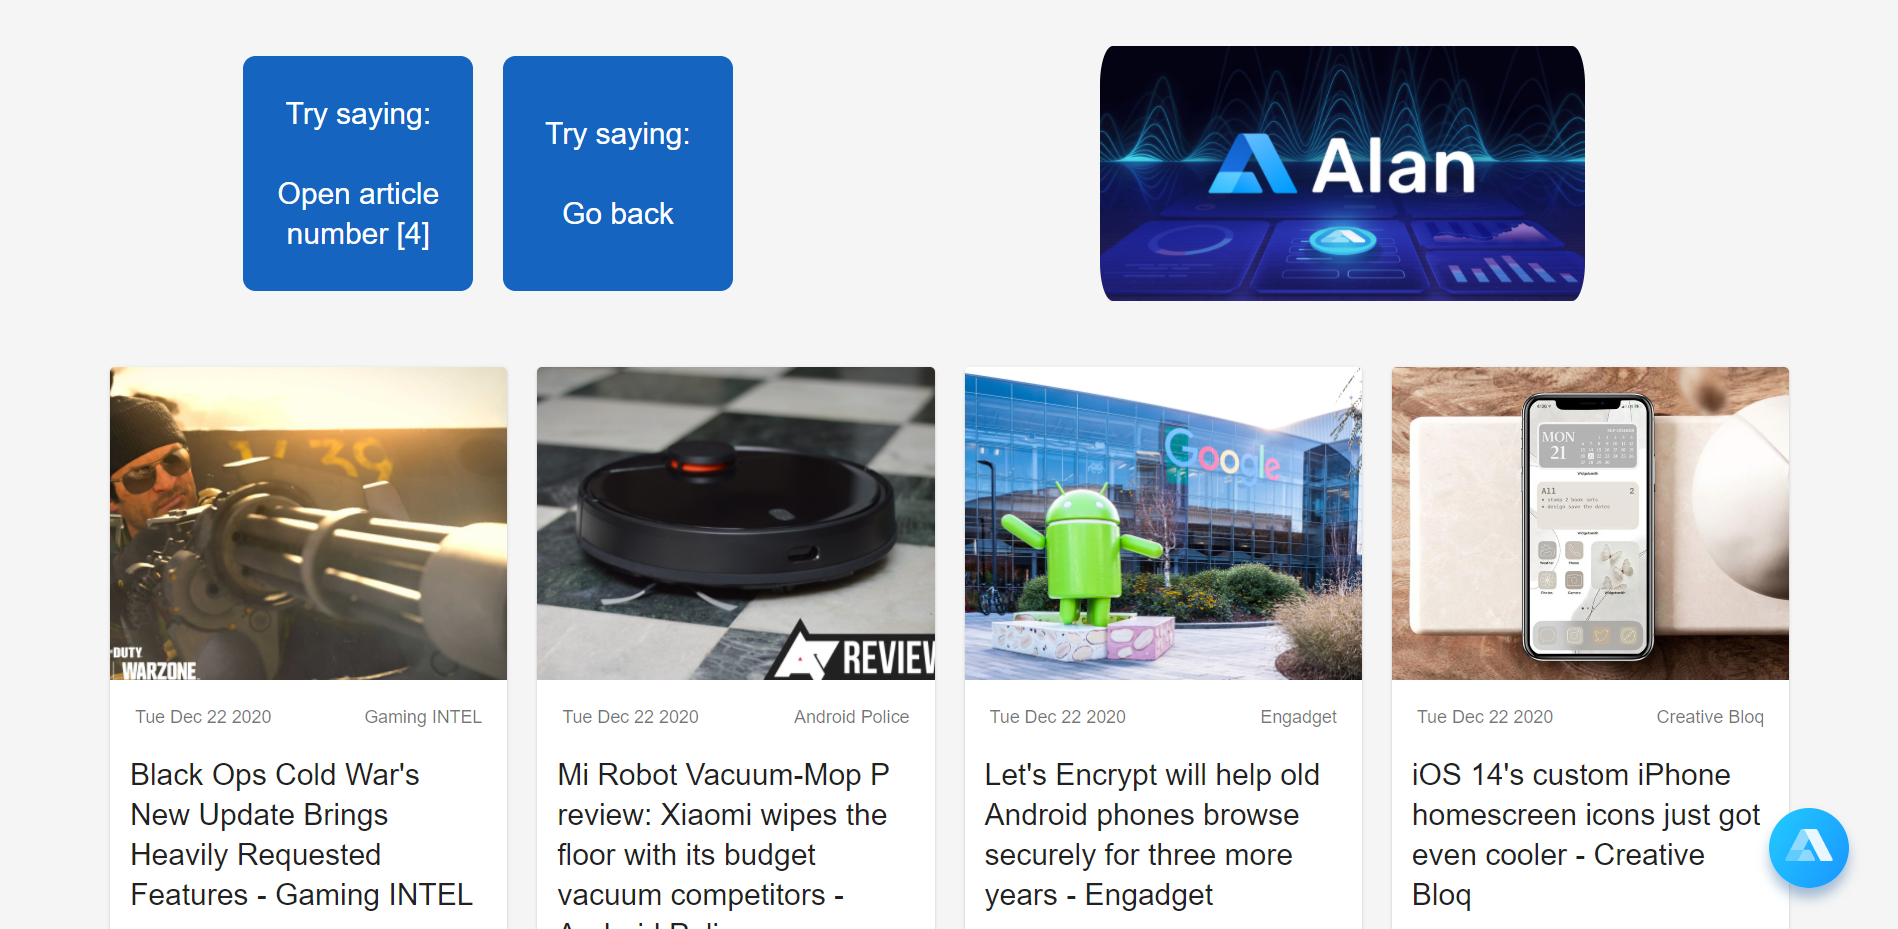 Try saying:
Open article
number [4]
Try saying:
Go back
Alan
DUTY
WARZONE
REVIEW
Google
MON
21
All
2
Tue Dec 22 2020
Gaming INTEL
Black Ops Cold War's
New Update Brings
Heavily Requested
Features - Gaming INTEL
Tue Dec 22 2020
Android Police
Mi Robot Vacuum-Mop P
review: Xiaomi wipes the
floor with its budget
vacuum competitors -
Tue Dec 22 2020
Engadget
Let's Encrypt will help old
Android phones browse
securely for three more
years - Engadget
Tue Dec 22 2020
Creative Bloq
iOS 14's custom iPhone
homescreen icons just got
even cooler - Creative
Bloq